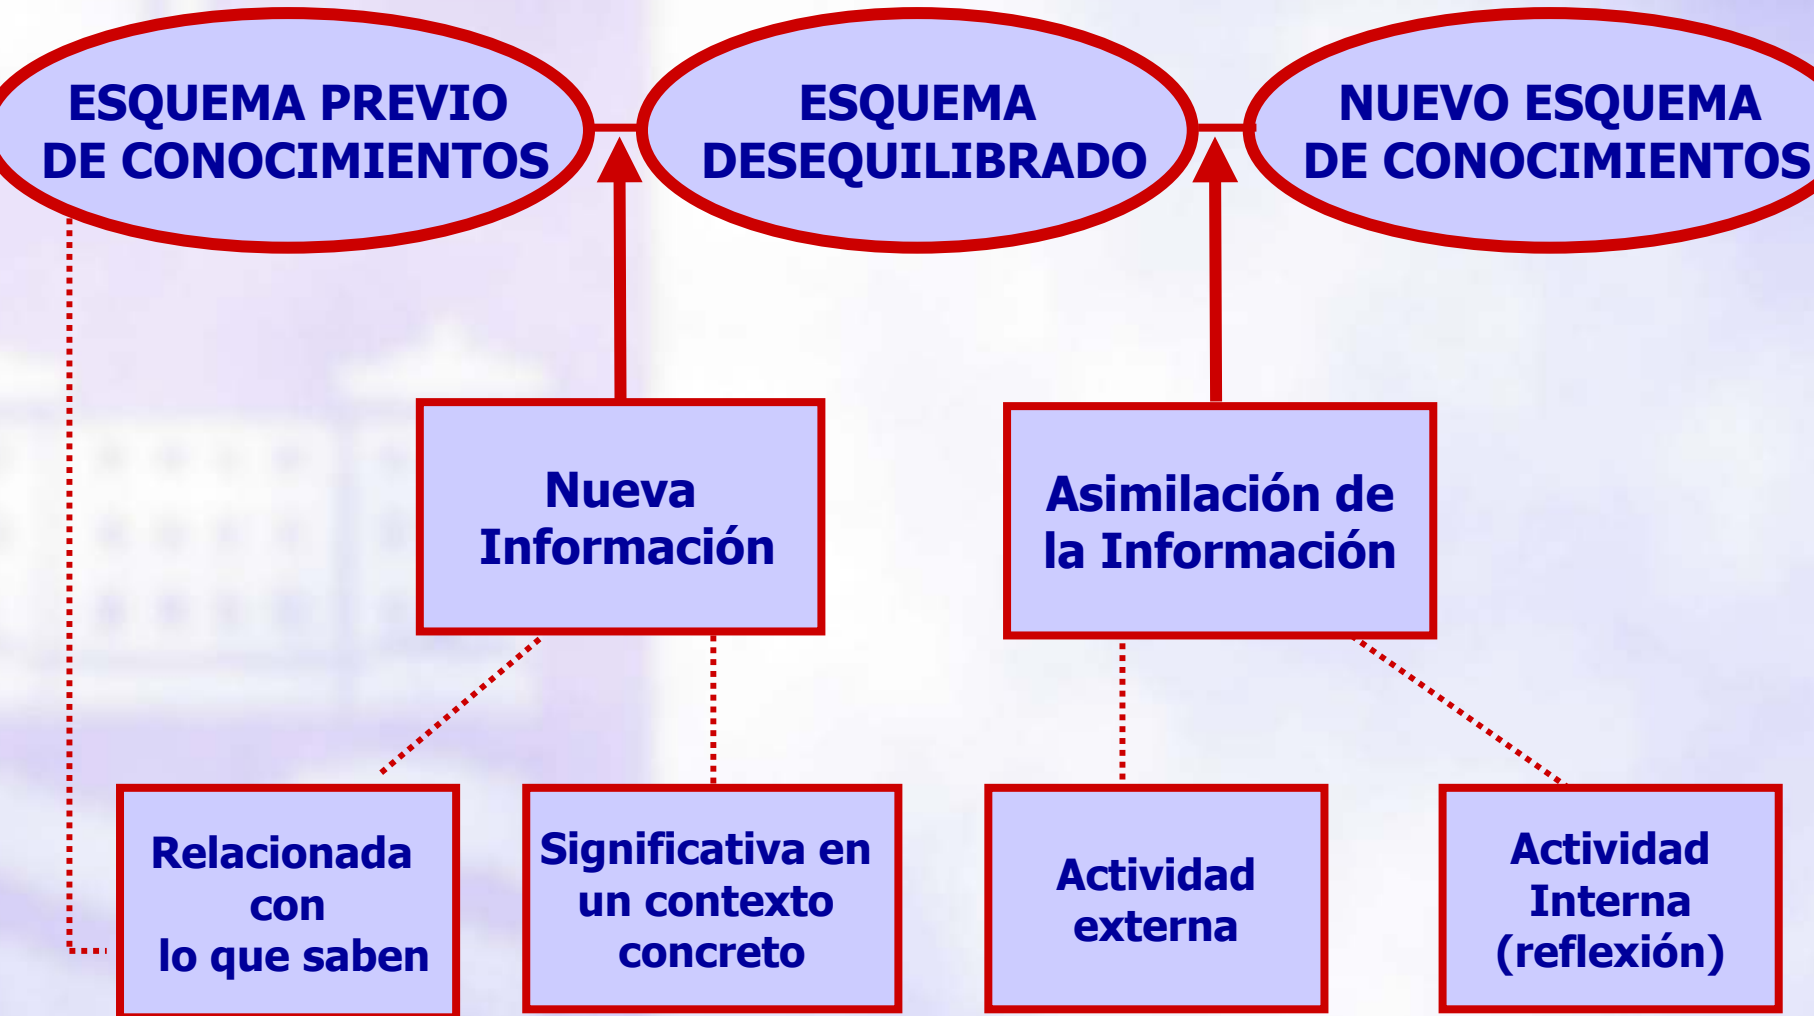 ESQUEMA PREVIO
DE CONOCIMIENTOS
ESQUEMA
DESEQUILIBRADO
NUEVO ESQUEMA
DE CONOCIMIENTOS
Nueva
Información
Asimilación de
la Información
Relacionada
con
lo que saben
Significativa en
un contexto
concreto
Actividad
externa
Actividad
Interna
(reflexión)